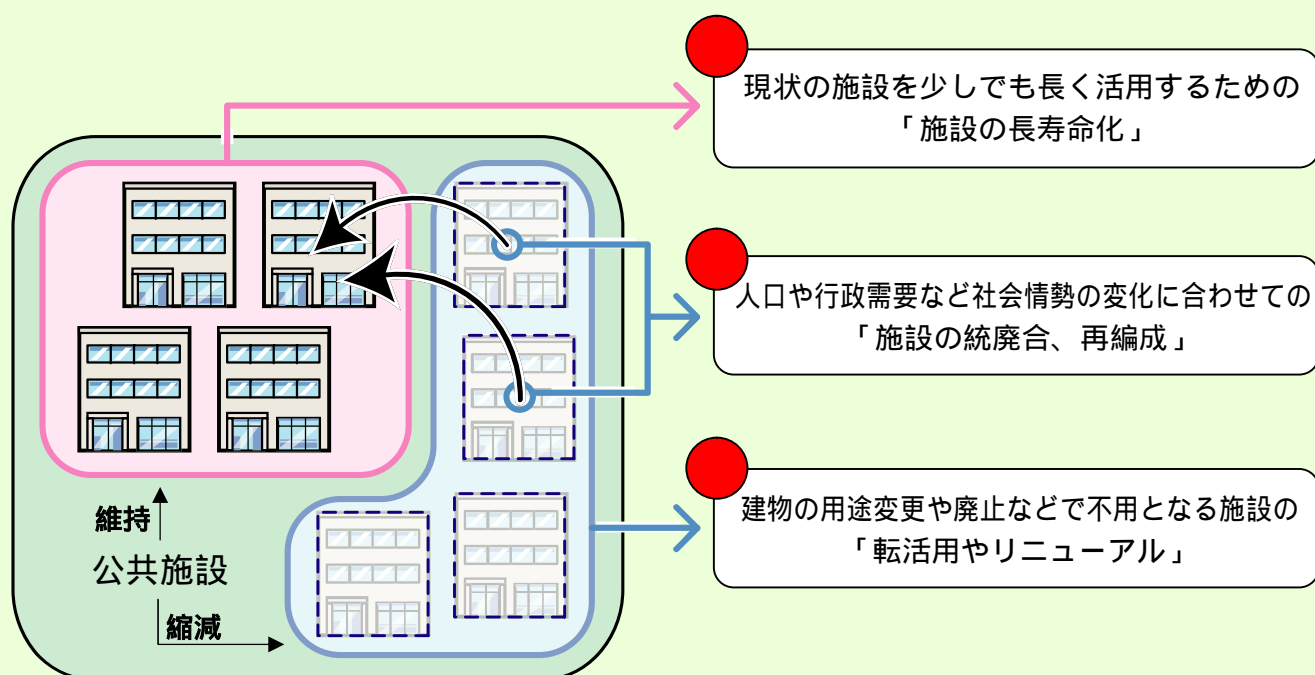 現状の施設を少しでも長く活用するための
「施設の長寿命化」
人口や行政需要など社会情勢の変化に合わせての
「施設の統廃合、再編成」
建物の用途変更や廃止などで不用となる施設の
「転活用やリニューアル」
維持
公共施設
縮減